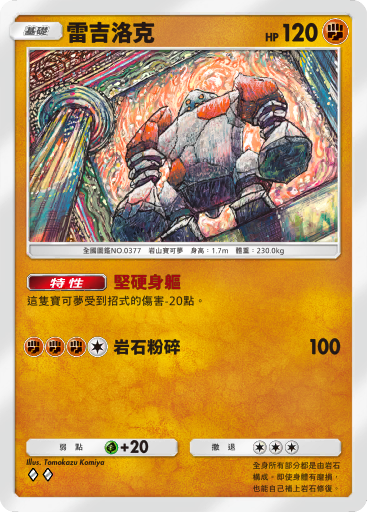 基礎 雷吉洛克 HP 120
全國圖鑑NO.0377 岩山寶可夢 身高：1.7m 體重：230.0kg
特性 堅硬身軀
這隻寶可夢受到招式的傷害-20點。
岩石粉碎 100
弱點 +20 撤退
Illus. Tomokazu Komiya
全身所有部分都是由岩石
構成，即使身體有磨損，
也能自己補上岩石修復。